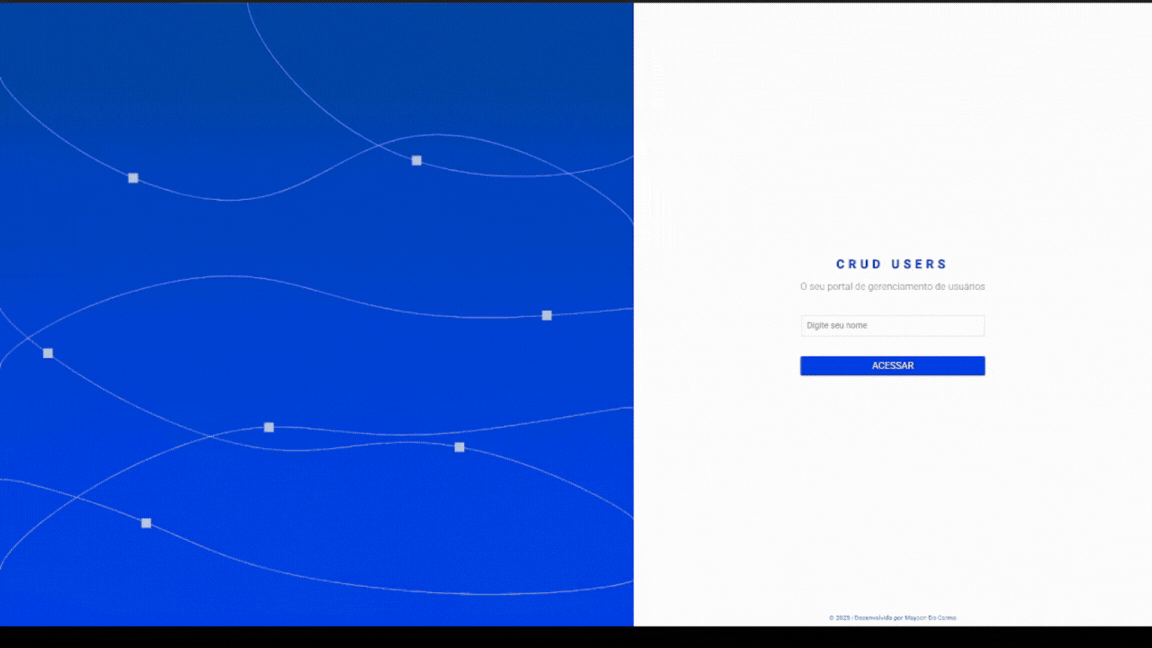 CRUD USERS
O seu portal de gerenciamento de usuários
Digite seu nome
ACESSAR
© 2025 | Desenvolvido por Maycon Do Carmo